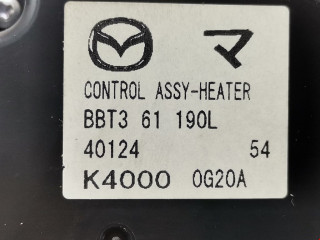 マ
CONTROL ASSY-HEATER
BBT3 61 190L
40124 54
K4000 0G20A